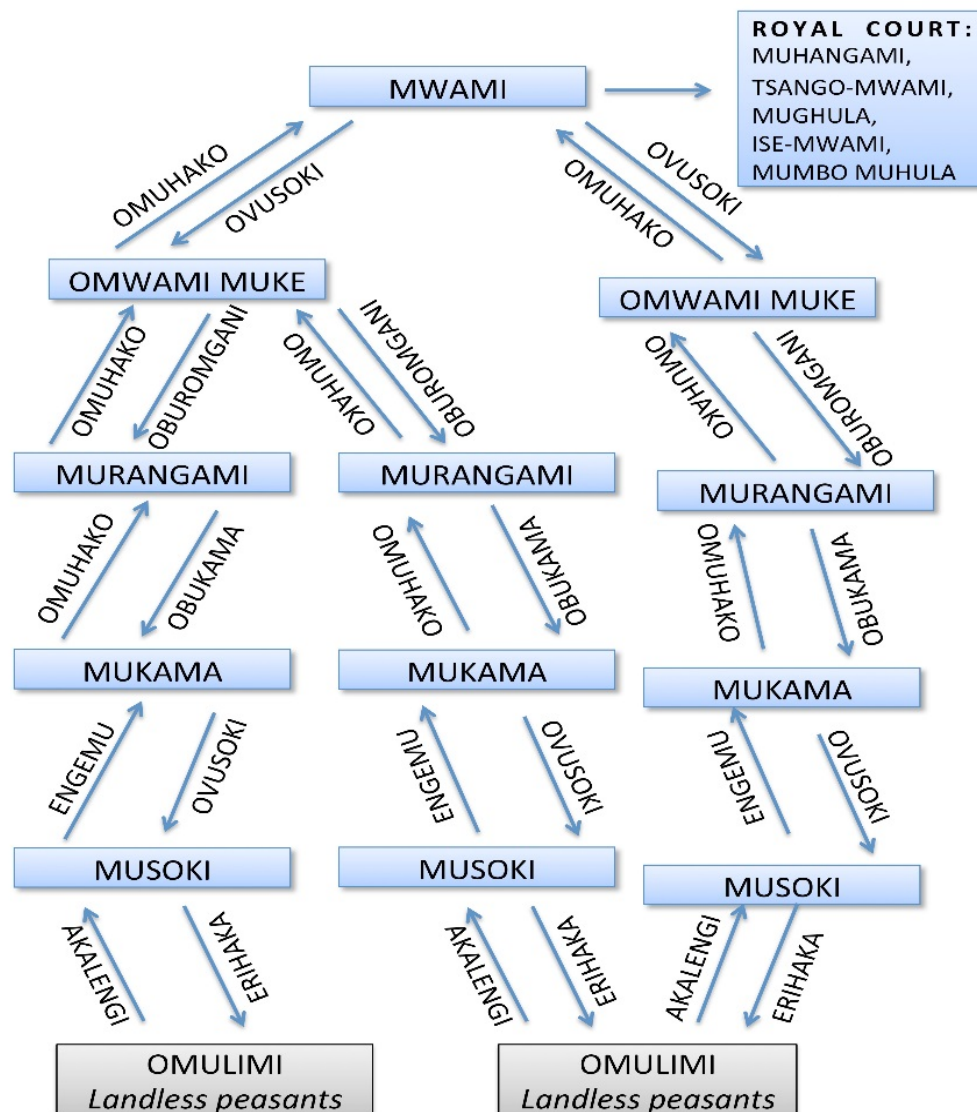 ROYAL COURT:
MUHANGAMI,
TSANGO-MWAMI,
MUGHULA,
ISE-MWAMI,
MUMBO MUHULA
MWAMI
OMUHAKO
OVUSOKI
OMUHAKO
OVUSOKI
OMWAMI MUKE
OMWAMI MUKE
OMUHAKO
OBUROMGANI
OMUHAKO
OBUROMGANI
OMUHAKO
OBUROMGANI
MURANGAMI
MURANGAMI
MURANGAMI
OMUHAKO
OBUKAMA
OMUHAKO
OBUKAMA
OMUHAKO
OBUKAMA
MUKAMA
MUKAMA
MUKAMA
ENGEMU
OVUSOKI
ENGEMU
OVUSOKI
ENGEMU
OVUSOKI
MUSOKI
MUSOKI
MUSOKI
AKALENGI
ERIHAKA
AKALENGI
ERIHAKA
AKALENGI
ERIHAKA
OMULIMI
Landless peasants
OMULIMI
Landless peasants